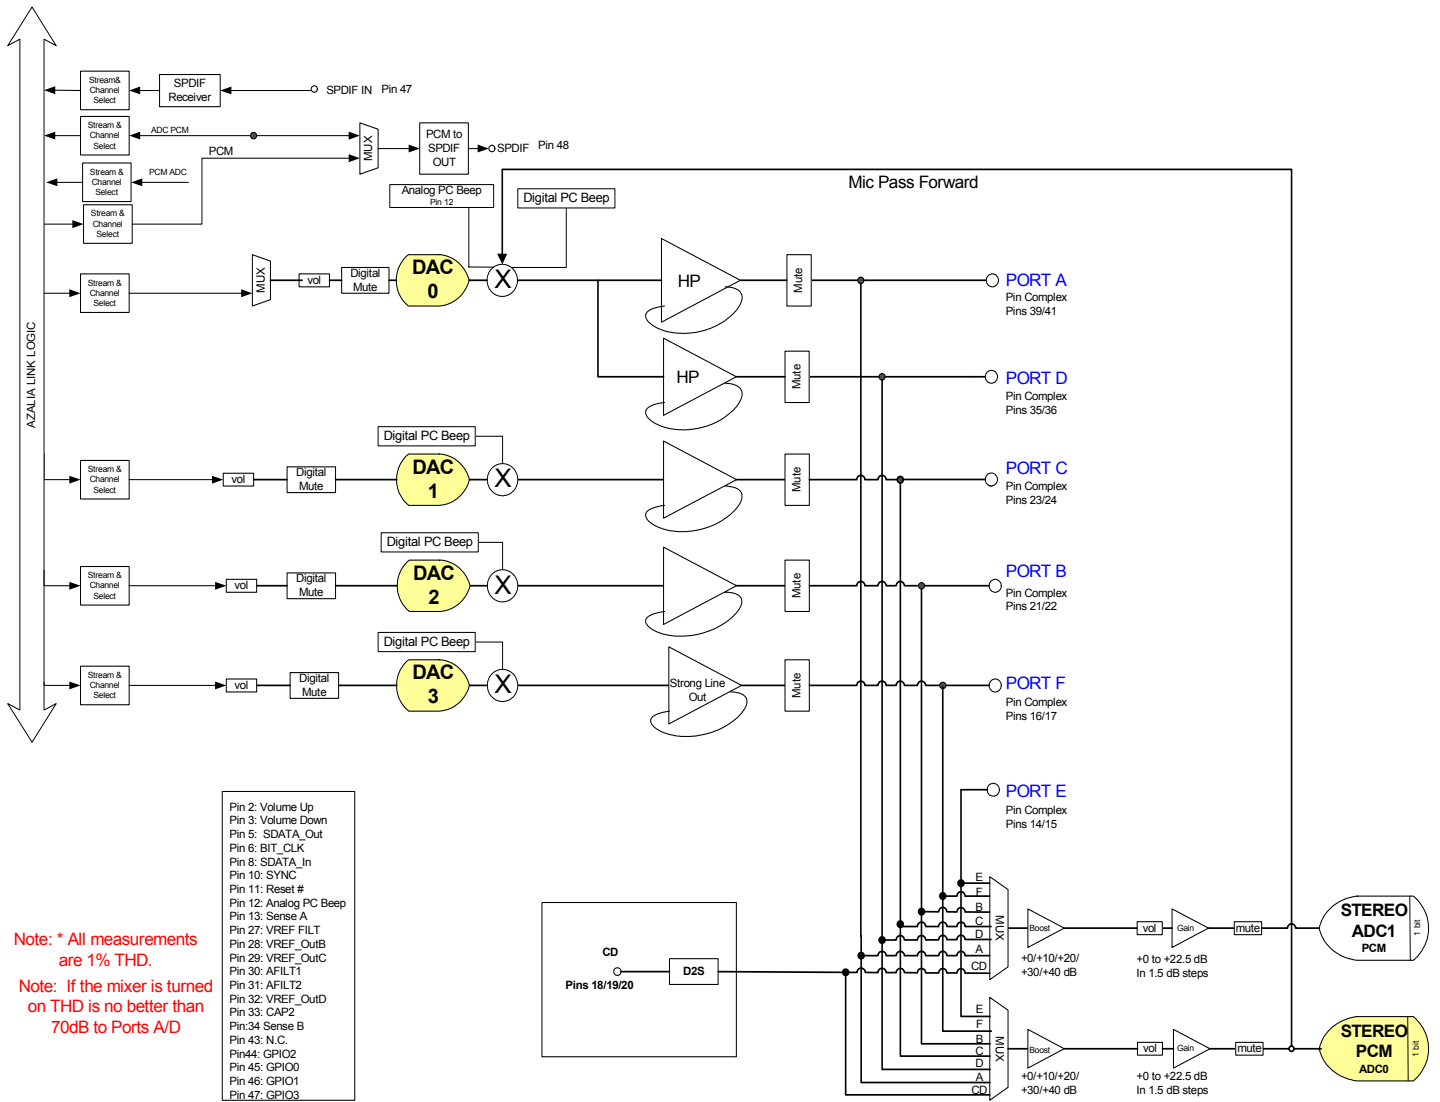 Stream&
Channel
Select
SPDIF
Receiver
SPDIF IN Pin 47
Stream &
Channel
Select
ADC PCM
PCM
MUX
PCM to
SPDIF
OUT
SPDIF Pin 48
Stream &
Channel
Select
PCM ADC
Stream &
Channel
Select
Analog PC Beep
Pin 12
Digital PC Beep
Mic Pass Forward
AZALIA LINK LOGIC
Stream &
Channel
Select
MUX
vol
Digital
Mute
DAC
0
X
HP
Mute
PORT A
Pin Complex
Pins 39/41
HP
Mute
PORT D
Pin Complex
Pins 35/36
Digital PC Beep
Stream &
Channel
Select
vol
Digital
Mute
DAC
1
X
Mute
PORT C
Pin Complex
Pins 23/24
Digital PC Beep
Stream &
Channel
Select
vol
Digital
Mute
DAC
2
X
Mute
PORT B
Pin Complex
Pins 21/22
Digital PC Beep
Stream &
Channel
Select
vol
Digital
Mute
DAC
3
X
Strong Line
Out
Mute
PORT F
Pin Complex
Pins 16/17
PORT E
Pin Complex
Pins 14/15
Pin 2: Volume Up
Pin 3: Volume Down
Pin 5: SDATA_Out
Pin 6: BIT_CLK
Pin 8: SDATA_In
Pin 10: SYNC
Pin 11: Reset #
Pin 12: Analog PC Beep
Pin 13: Sense A
Pin 27: VREF FILT
Pin 28: VREF_OutB
Pin 29: VREF_OutC
Pin 30: AFILT1
Pin 31: AFILT2
Pin 32: VREF_OutD
Pin 33: CAP2
Pin:34 Sense B
Pin 43: N.C.
Pin44: GPIO2
Pin 45: GPIO0
Pin 46: GPIO1
Pin 47: GPIO3
Note: * All measurements
are 1% THD.
Note: If the mixer is turned
on THD is no better than
70dB to Ports A/D
CD
Pins 18/19/20
D2S
E
F
B
C
D
A
CD
MUX
Boost
+0/+10/+20/
+30/+40 dB
vol
Gain
+0 to +22.5 dB
In 1.5 dB steps
mute
STEREO
ADC1
PCM
1 bit
E
F
B
C
D
A
CD
MUX
Boost
+0/+10/+20/
+30/+40 dB
vol
Gain
+0 to +22.5 dB
In 1.5 dB steps
mute
STEREO
PCM
ADC0
1 bit